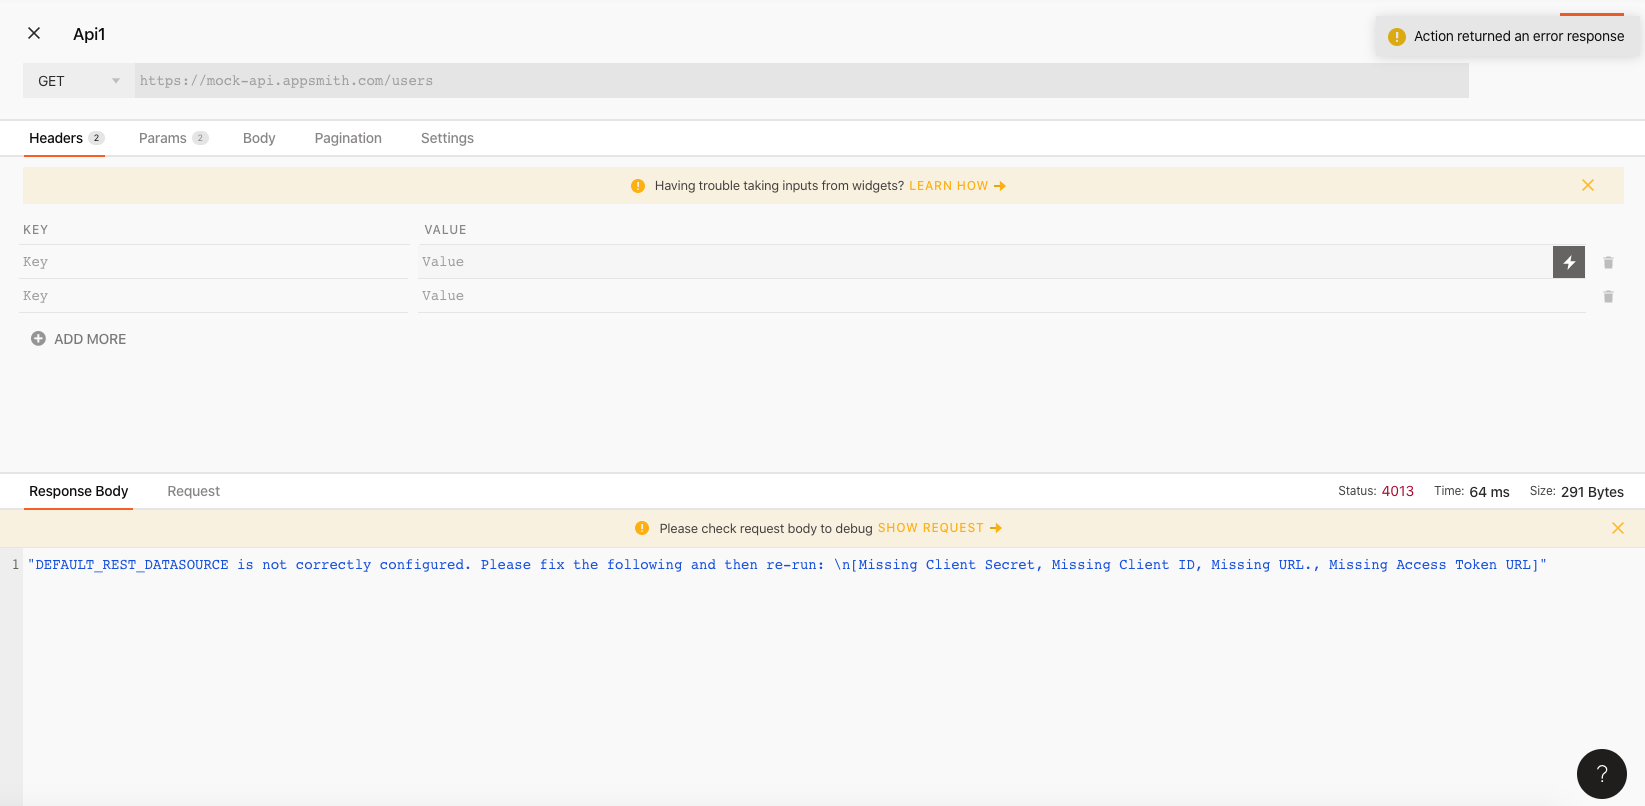 Api1
Action returned an error response
GET
https://mock-api.appsmith.com/users
Headers 2 Params 2 Body Pagination Settings
Having trouble taking inputs from widgets? LEARN HOW
KEY VALUE
Key Value
Key Value
ADD MORE
Response Body Request Status: 4013 Time: 64 ms Size: 291 Bytes
Please check request body to debug SHOW REQUEST
1 "DEFAULT_REST_DATASOURCE is not correctly configured. Please fix the following and then re-run: \n[Missing Client Secret, Missing Client ID, Missing URL., Missing Access Token URL]"
?